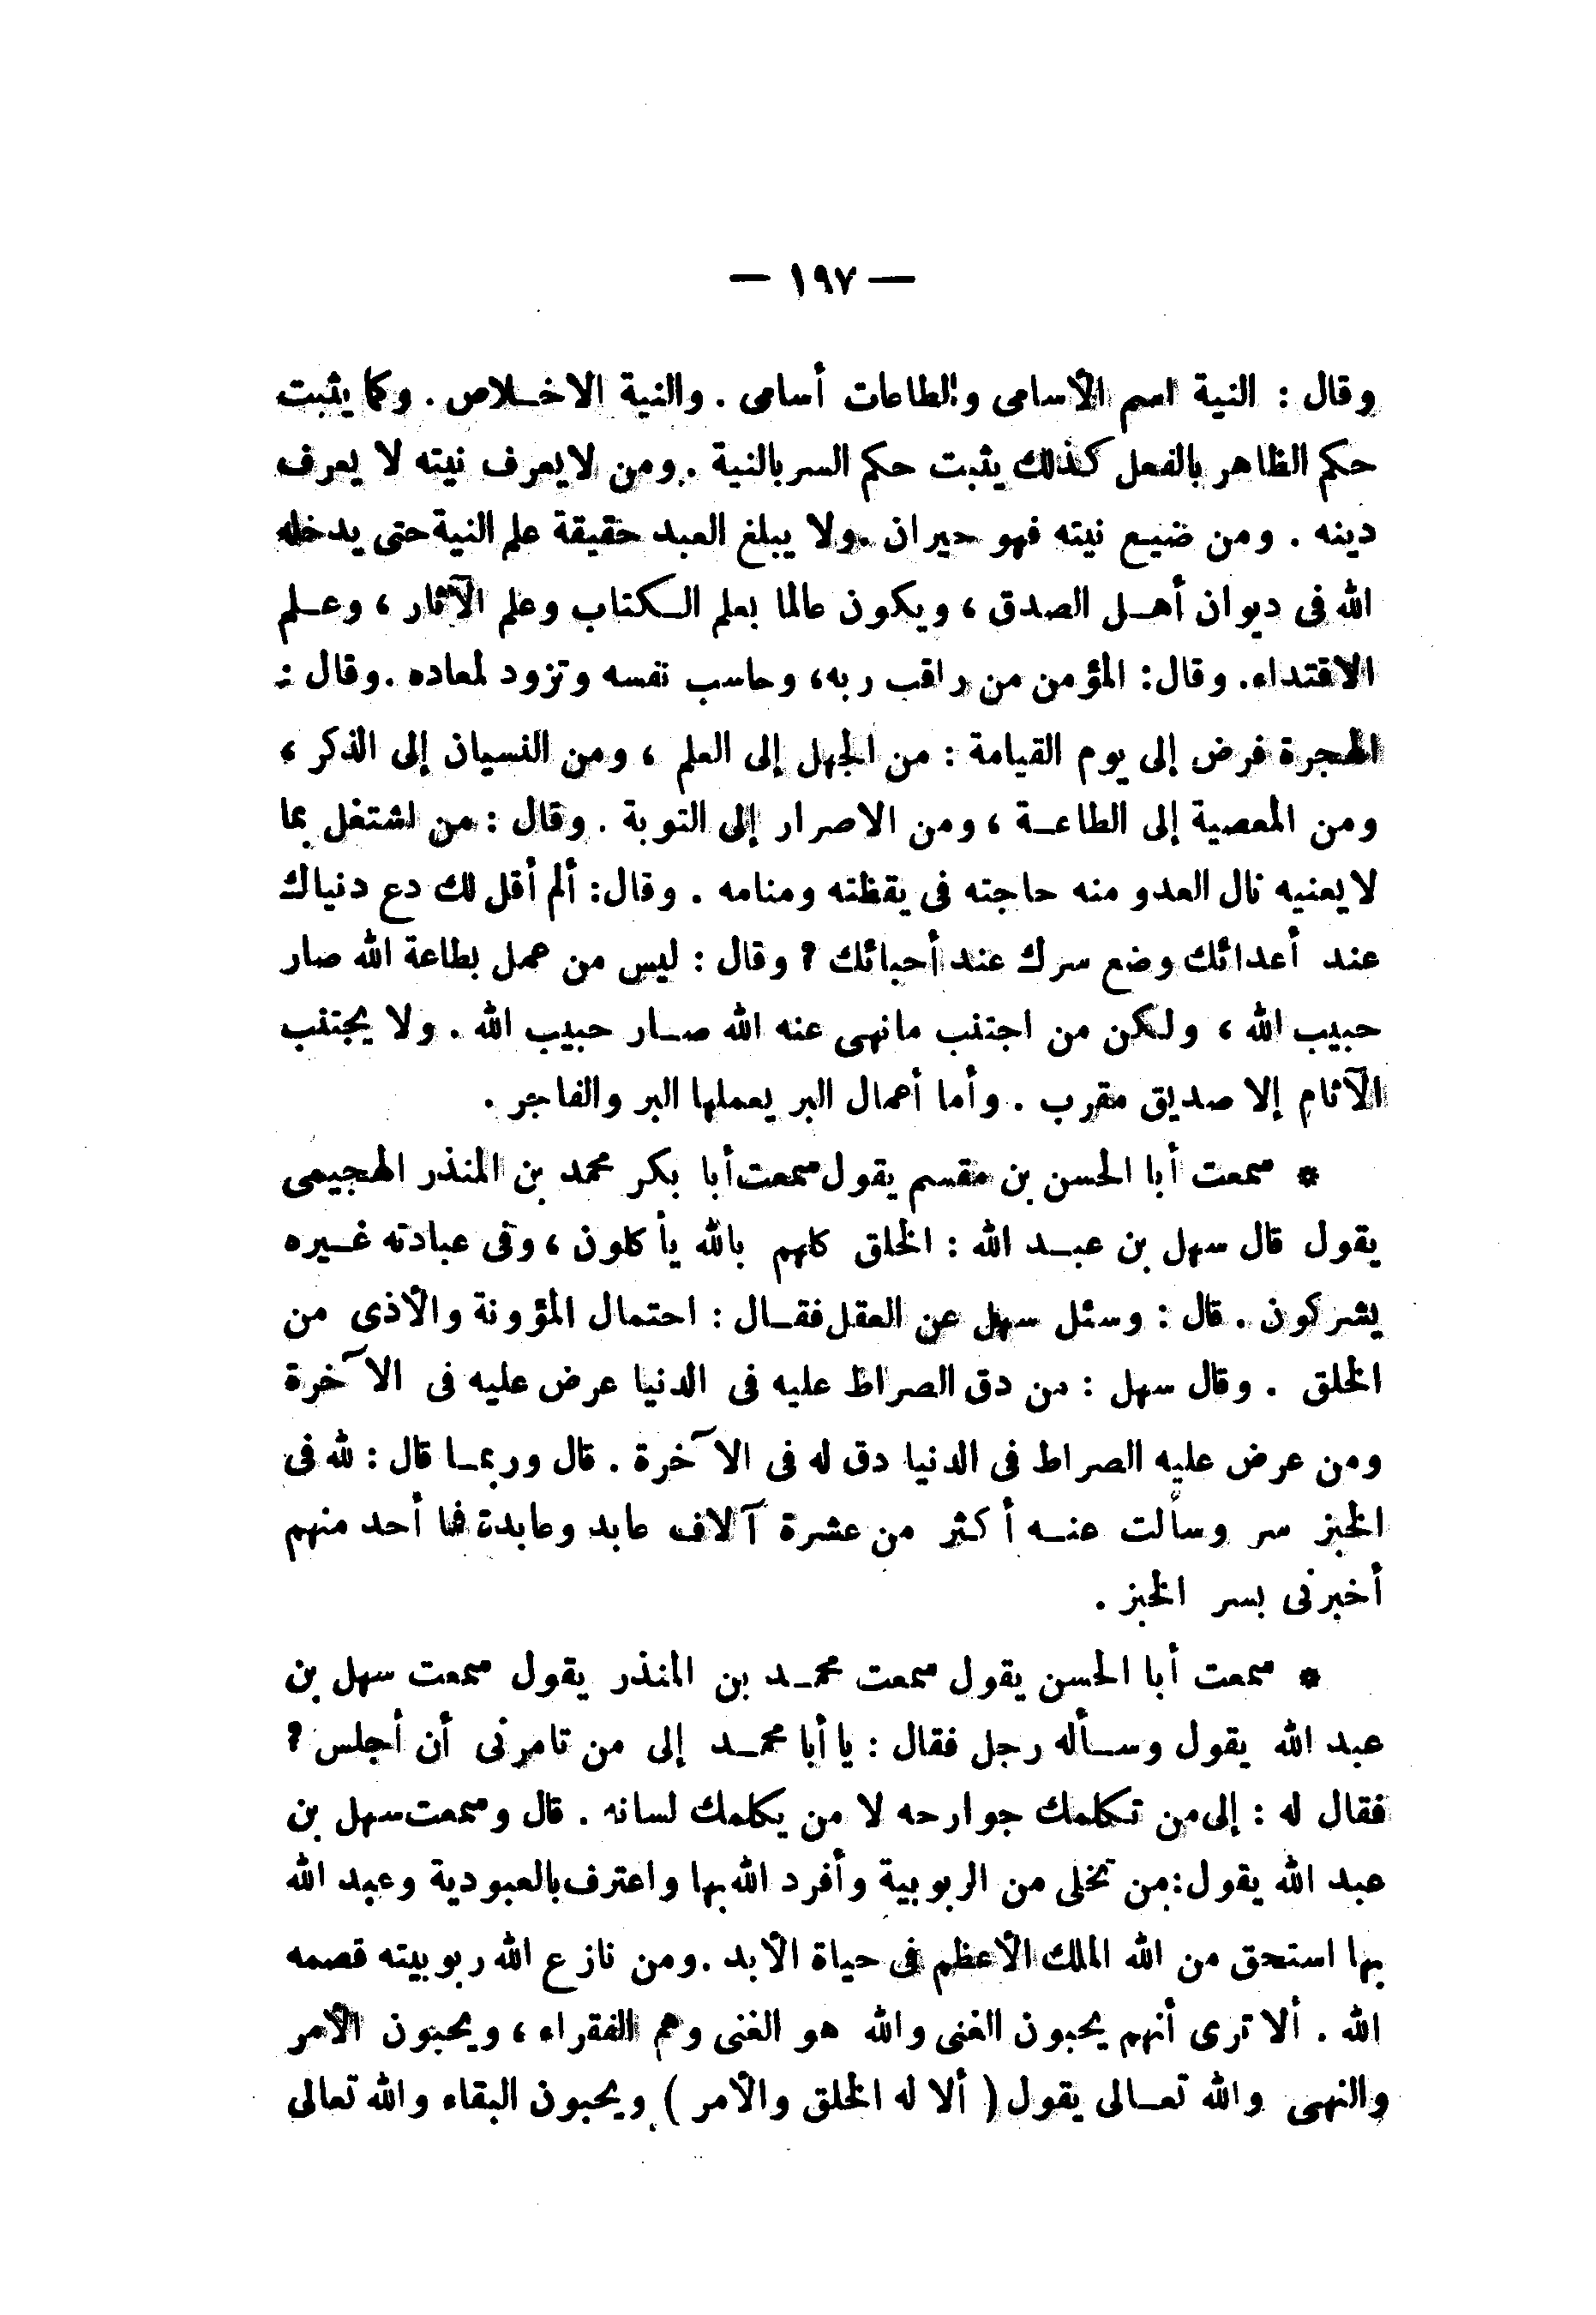 — ١٩٧ —
وقال : النية اسم الأسامى والطاعات أسامى . والنية الاخلاص . وكما يثبت
حكم الظاهر بالفعل كذلك يثبت حكم السر بالنية . ومن لا يعرف نيته لا يعرف
دينه . ومن ضيع نيته فهو حيران . ولا يبلغ العبد حقيقة علم النية حتى يدخله
الله فى ديوان أهل الصدق ، ويكون عالما بعلم الكتاب وعلم الآثار ، وعلم
الاقتداء. وقال: المؤمن من راقب ربه، وحاسب نفسه وتزود لمعاده . وقال :
الهجرة فرض إلى يوم القيامة : من الجهل إلى العلم ، ومن النسيان إلى الذكر ،
ومن المعصية إلى الطاعة ، ومن الاصرار إلى التوبة . وقال : من اشتغل بما
لا يعنيه نال العدو منه حاجته فى يقظته ومنامه . وقال: ألم أقل لك دع دنياك
عند أعدائك وضع سرك عند أحبائك ؟ وقال : ليس من عمل بطاعة الله صار
حبيب الله ، ولكن من اجتنب ما نهى عنه الله صار حبيب الله . ولا يجتنب
الآثام إلا صديق مقرب . وأما أعمال البر يعملها البر والفاجر .
* سمعت أبا الحسن بن مقسم يقول سمعت أبا بكر محمد بن المنذر الهجيمى
يقول قال سهل بن عبد الله : الخلق كلهم بالله يأكلون ، وفى عبادته غيره
يشركون . قال : وسئل سهل عن العقل فقال : احتمال المؤونة والأذى من
الخلق . وقال سهل : من دق الصراط عليه فى الدنيا عرض عليه فى الآخرة
ومن عرض عليه الصراط فى الدنيا دق له فى الآخرة . قال وربما قال : لله فى
الخبز سر وسألت عنه أكثر من عشرة آلاف عابد وعابدة فما أحد منهم
أخبرنى بسر الخبز .
* سمعت أبا الحسن يقول سمعت محمد بن المنذر يقول سمعت سهل بن
عبد الله يقول وسأله رجل فقال : يا أبا محمد إلى من تامرنى أن أجلس ؟
فقال له : إلى من تكلمك جوارحه لا من يكلمك لسانه . قال وسمعت سهل بن
عبد الله يقول: من تخلى من الربوبية وأفرد الله بها واعترف بالعبودية وعبد الله
بها استحق من الله الملك الأعظم فى حياة الأبد . ومن نازع الله ربوبيته قصمه
الله . ألا ترى أنهم يحبون الغنى والله هو الغنى وهم الفقراء ، ويحبون الأمر
والنهى والله تعالى يقول ( ألا له الخلق والأمر ) ويحبون البقاء والله تعالى